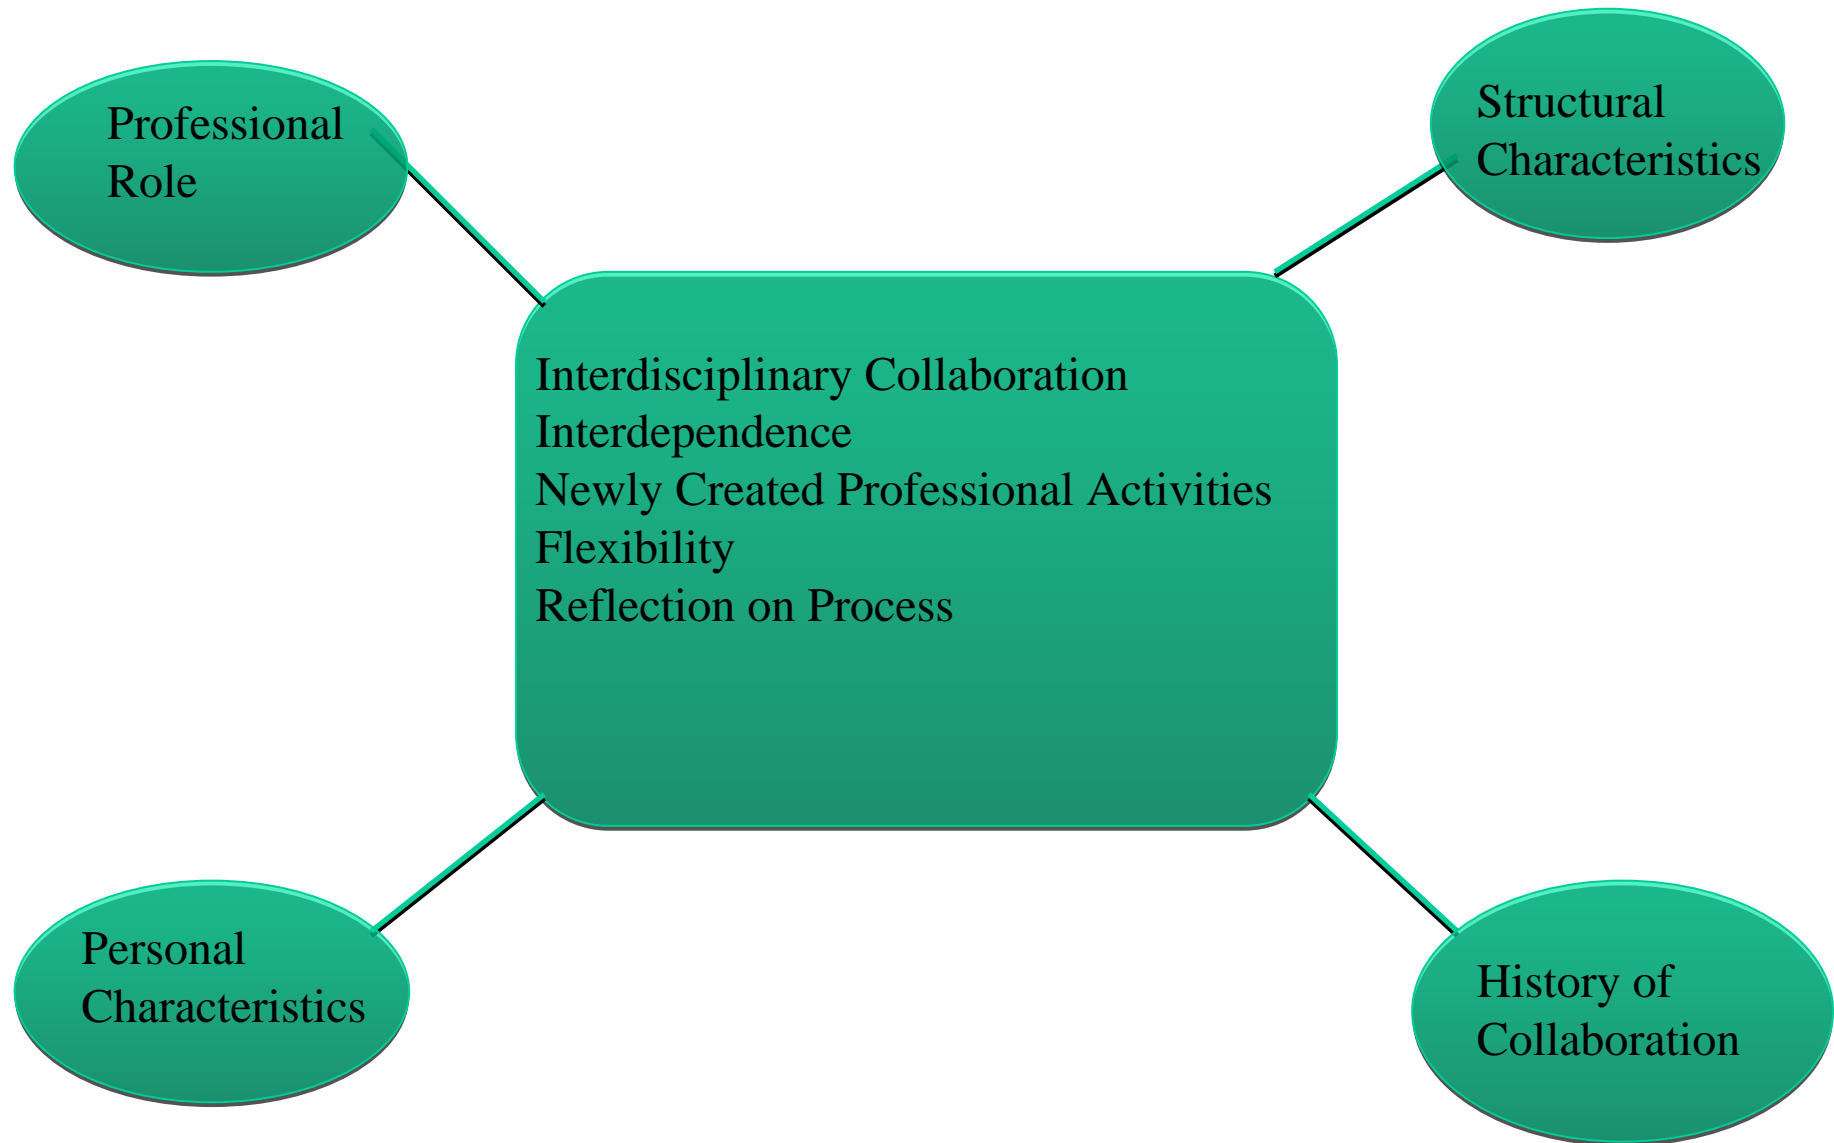 Professional
Role
Structural
Characteristics
Interdisciplinary Collaboration
Interdependence
Newly Created Professional Activities
Flexibility
Reflection on Process
Personal
Characteristics
History of
Collaboration